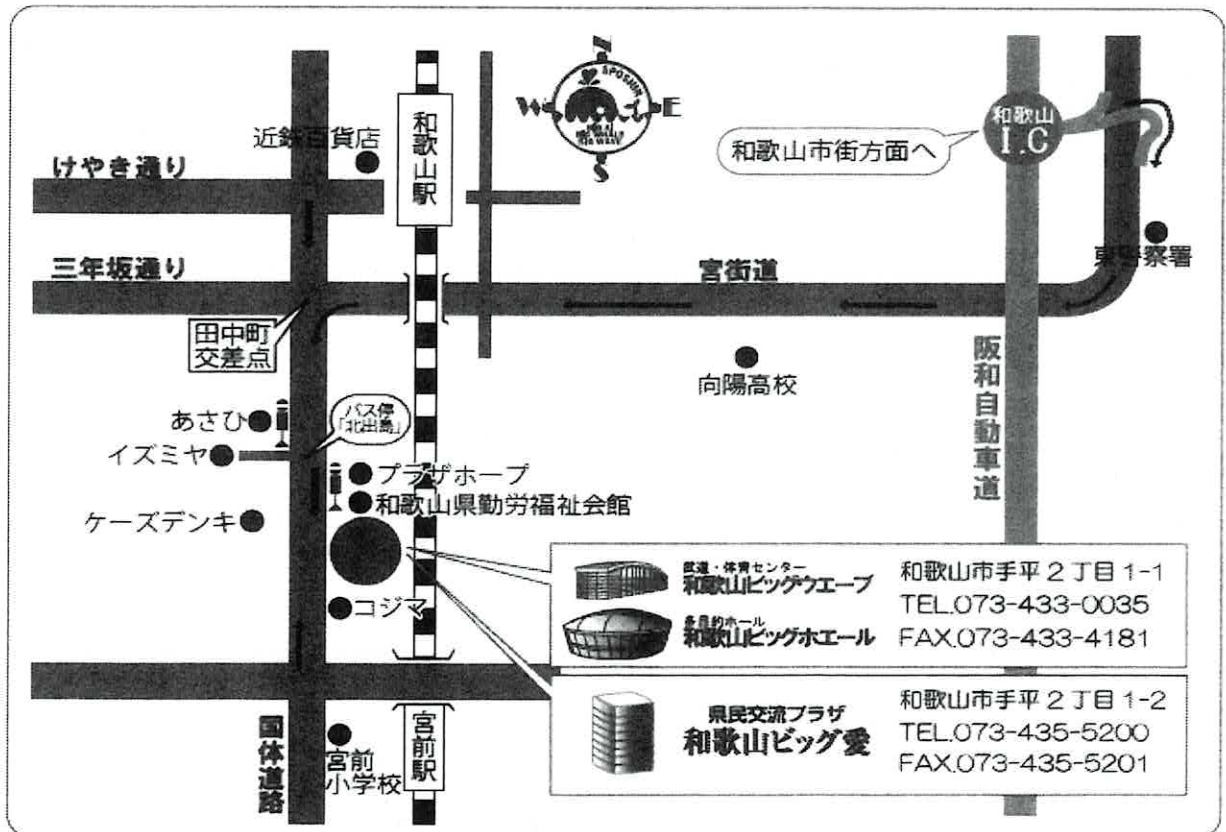 N
W
E
S
和歌山
I.C
和歌山市街方面へ
和歌山駅
近鉄百貨店
けやき通り
東警察署
三年坂通り
宮街道
田中町
交差点
向陽高校
阪和自動車道
あさひ
バス停
「北出島」
イズミヤ
プラザホープ
和歌山県勤労福祉会館
ケーズデンキ
武道・体育センター
和歌山ビッグウエーブ
多目的ホール
和歌山ビッグホエール
和歌山市手平2丁目1-1
TEL.073-433-0035
FAX.073-433-4181
コジマ
県民交流プラザ
和歌山ビッグ愛
和歌山市手平2丁目1-2
TEL.073-435-5200
FAX.073-435-5201
国体道路
宮前
小学校
宮前駅